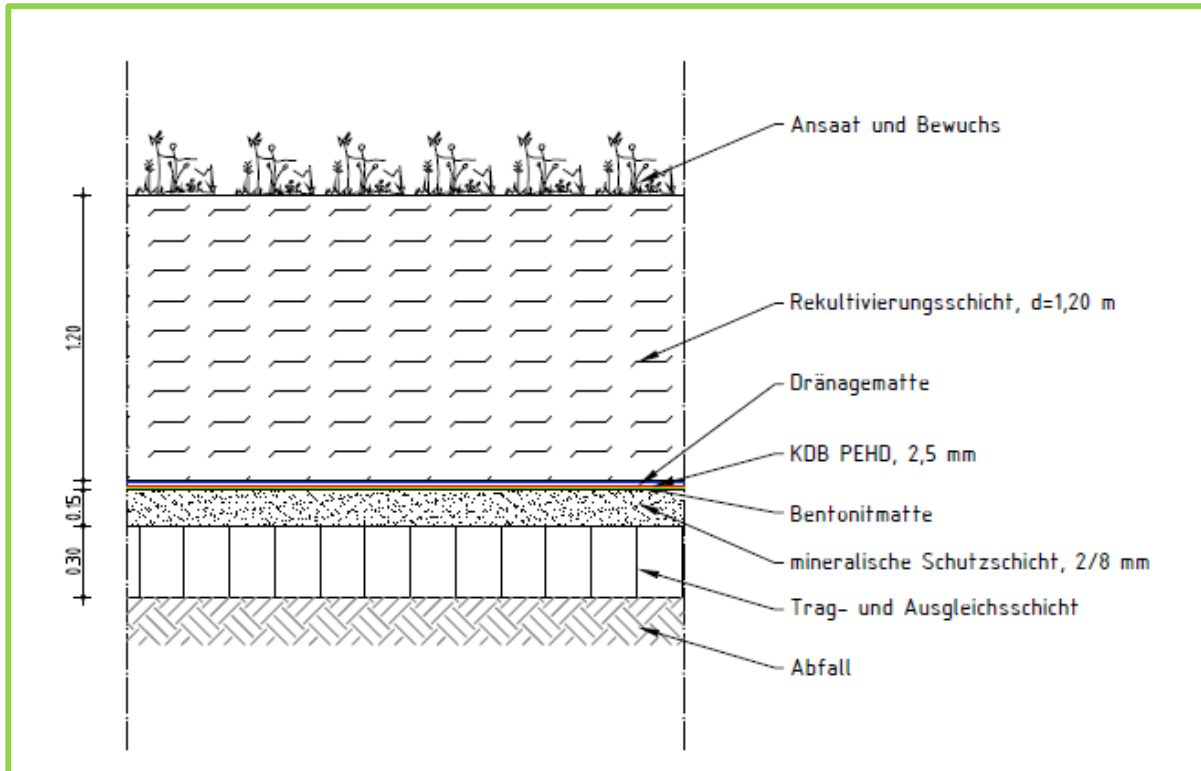 Ansaat und Bewuchs
Rekultivierungsschicht, d=1,20 m
Dränagematte
KDB PEHD, 2,5 mm
Bentonitmatte
mineralische Schutzschicht, 2/8 mm
Trag- und Ausgleichsschicht
Abfall
1.20
0.15
0.30